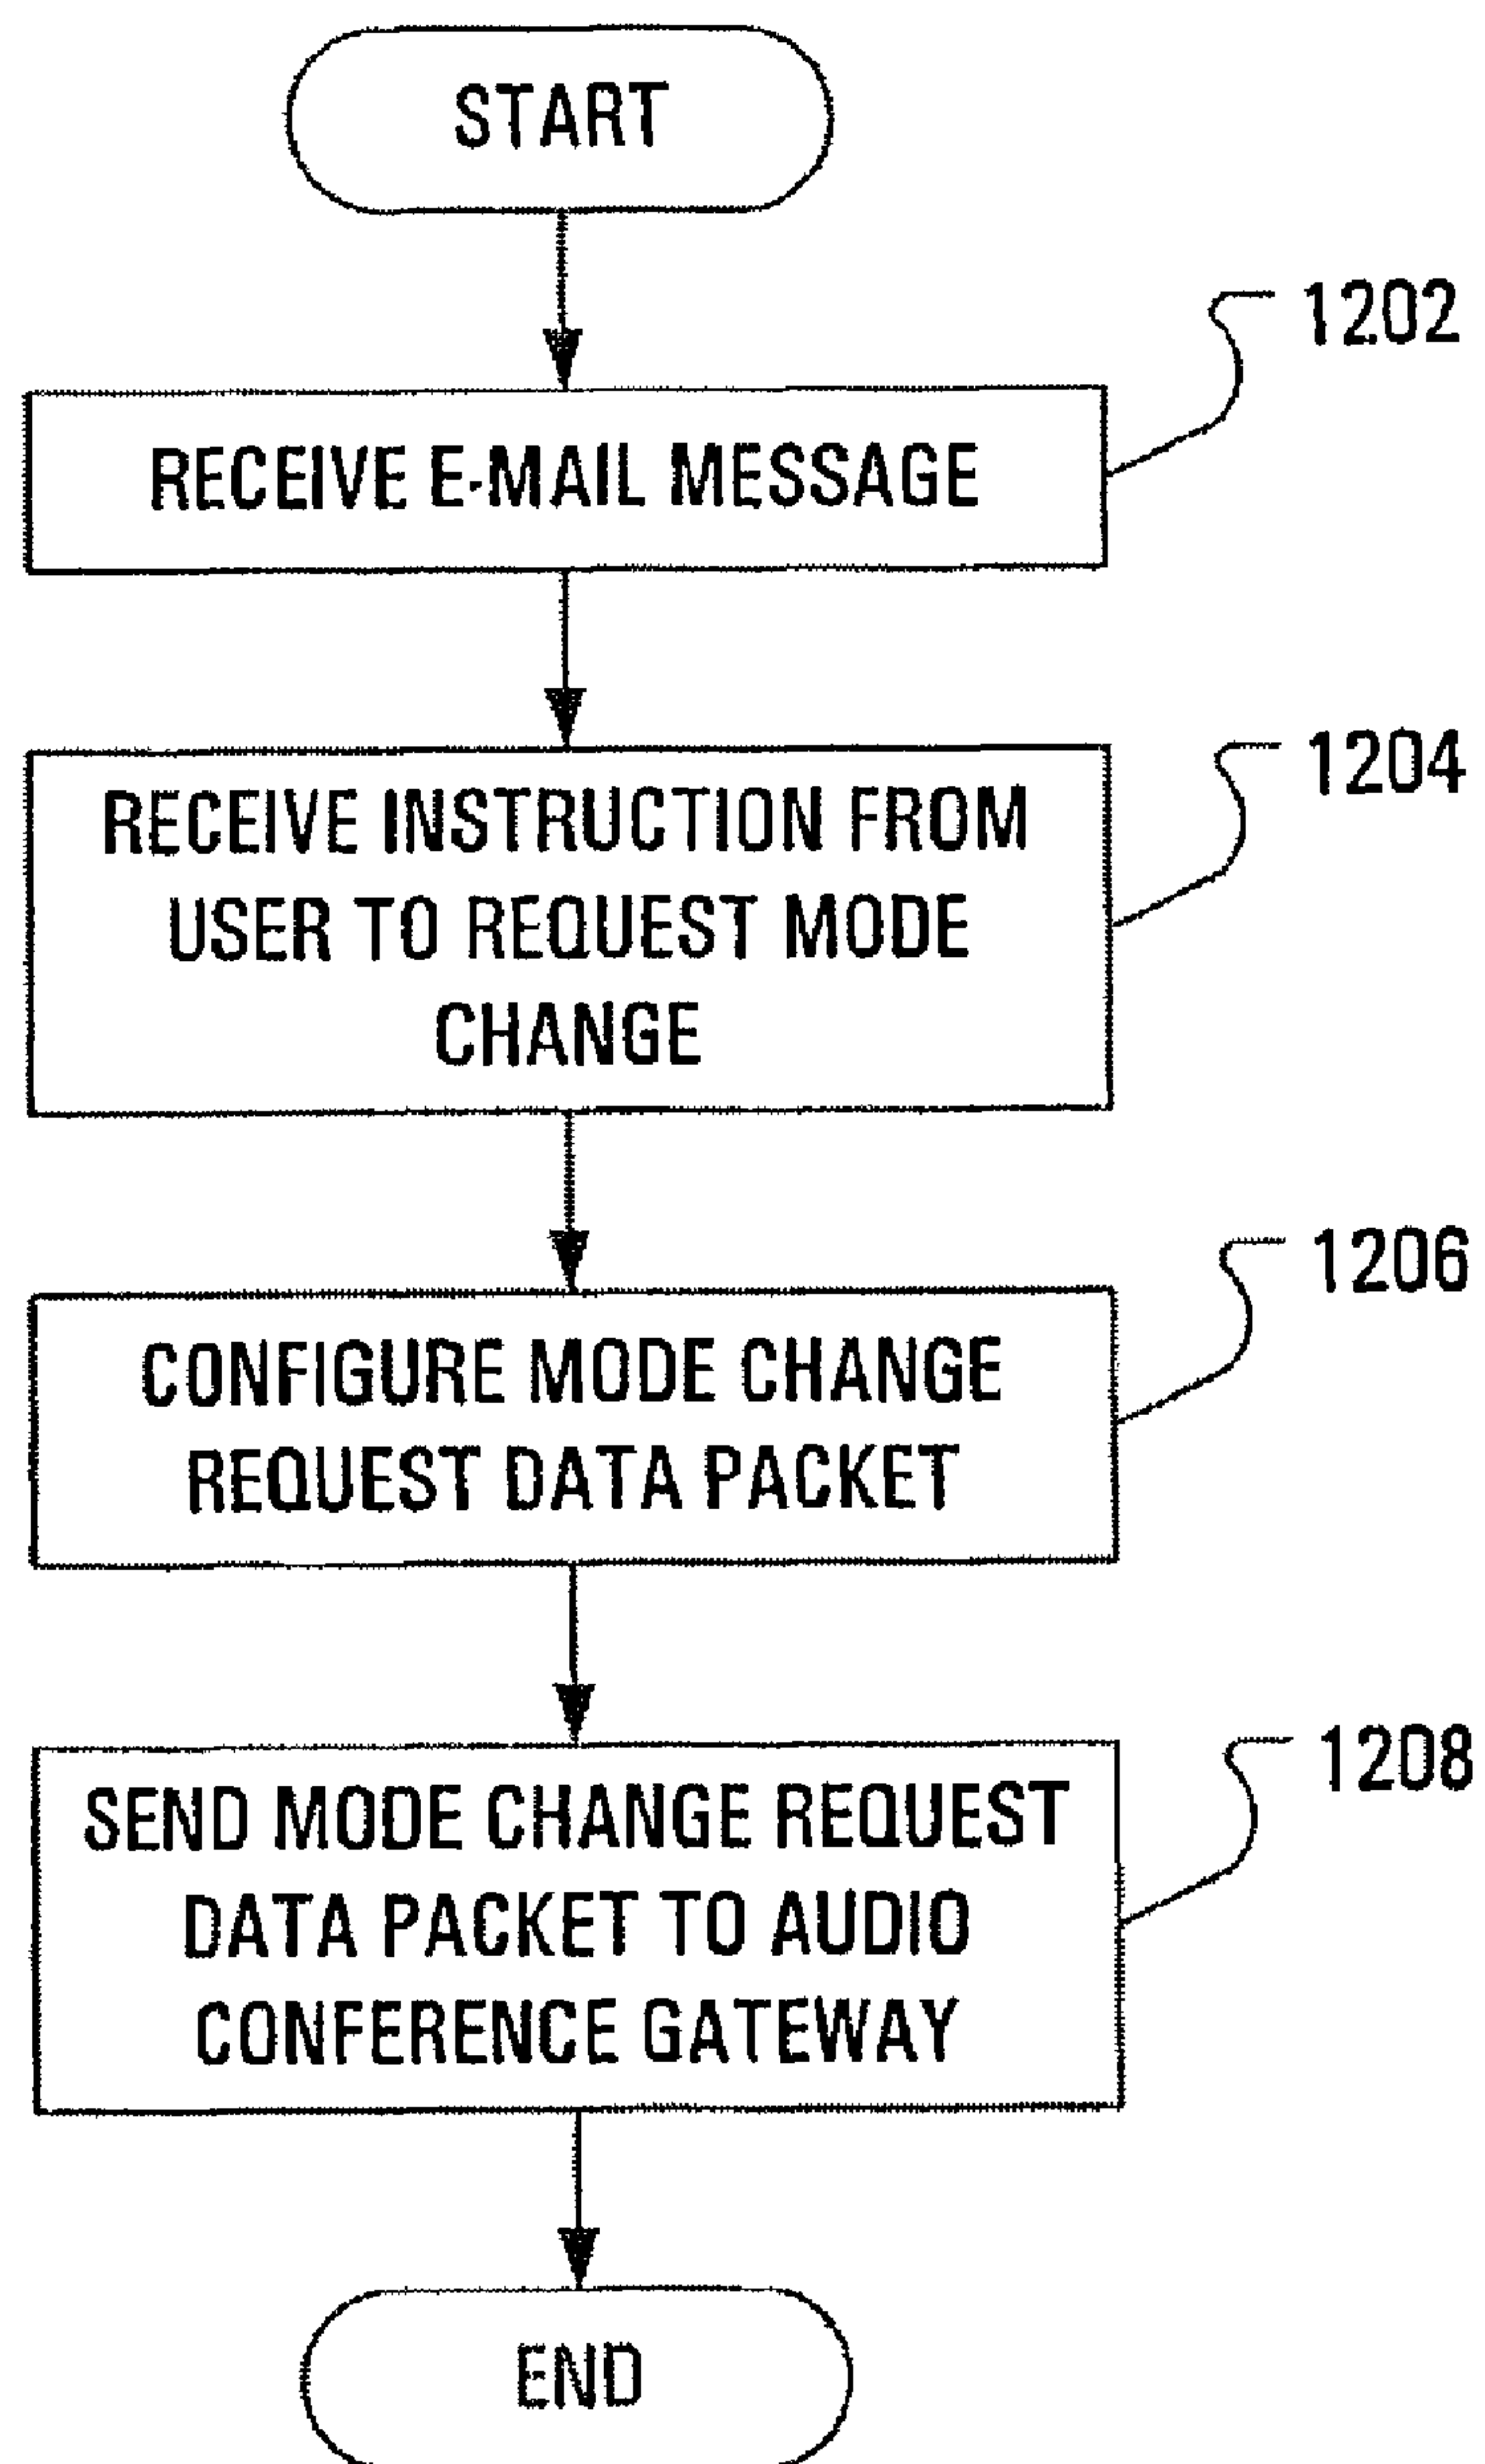 START
1202
RECEIVE E-MAIL MESSAGE
1204
RECEIVE INSTRUCTION FROM
USER TO REQUEST MODE
CHANGE
1206
CONFIGURE MODE CHANGE
REQUEST DATA PACKET
1208
SEND MODE CHANGE REQUEST
DATA PACKET TO AUDIO
CONFERENCE GATEWAY
END